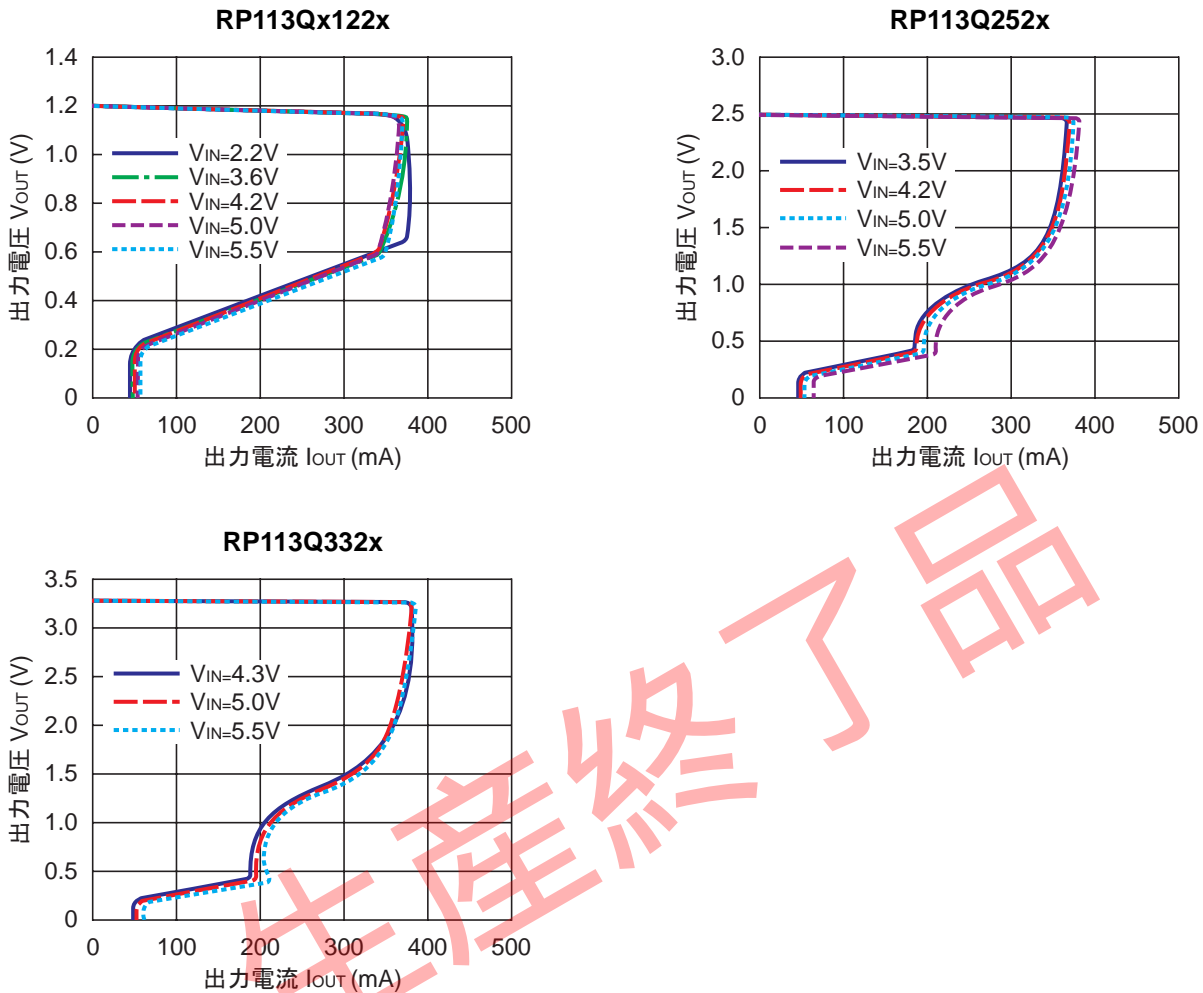 RP113Qx122x
1.4
1.2
1.0
0.8
0.6
0.4
0.2
0
出力電圧 VOUT (V)
VIN=2.2V
VIN=3.6V
VIN=4.2V
VIN=5.0V
VIN=5.5V
0 100 200 300 400 500
出力電流 IOUT (mA)
RP113Q252x
3.0
2.5
2.0
1.5
1.0
0.5
0
出力電圧 VOUT (V)
VIN=3.5V
VIN=4.2V
VIN=5.0V
VIN=5.5V
0 100 200 300 400 500
出力電流 IOUT (mA)
RP113Q332x
3.5
3.0
2.5
2.0
1.5
1.0
0.5
0
出力電圧 VOUT (V)
VIN=4.3V
VIN=5.0V
VIN=5.5V
0 100 200 300 400 500
出力電流 IOUT (mA)
生産終了品